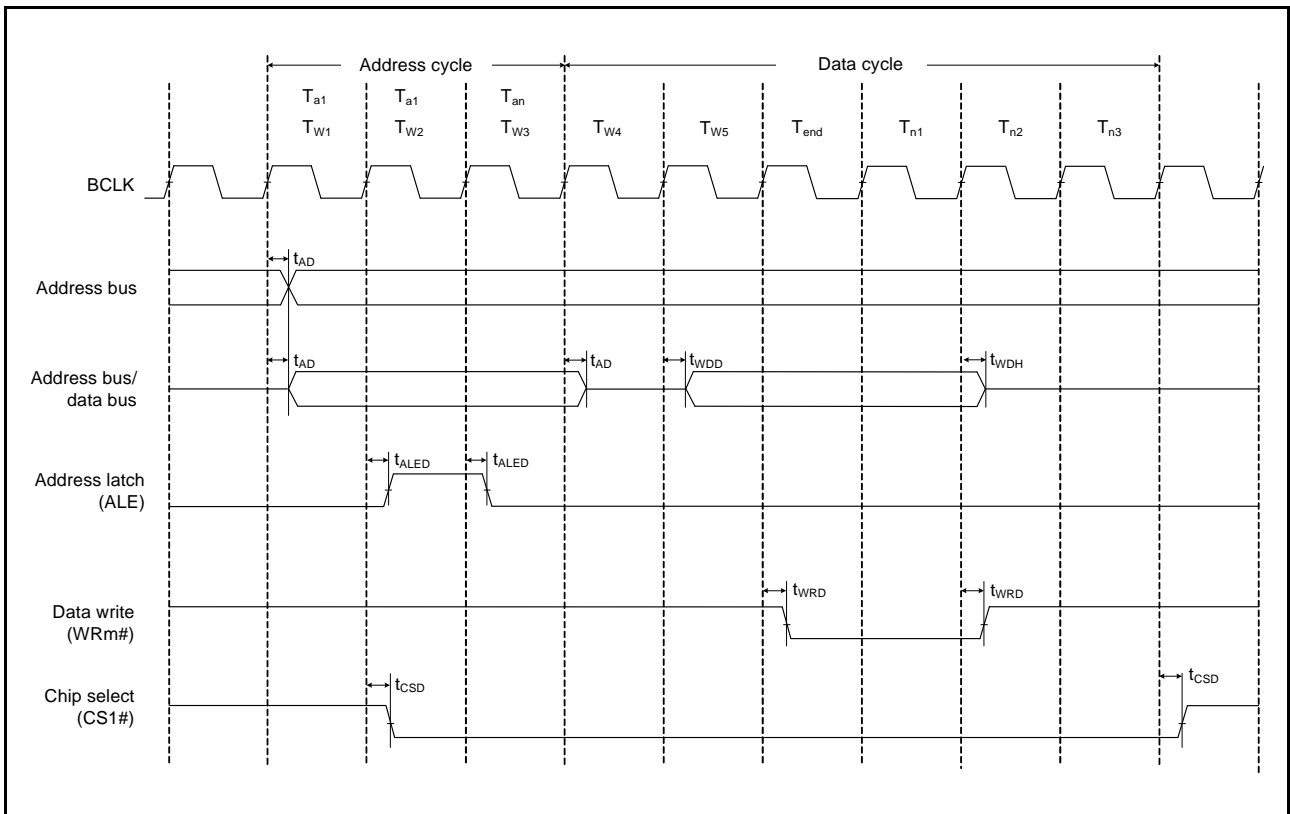 Address cycle Data cycle
Ta1 Ta1 Tan
TW1 TW2 TW3 TW4 TW5 Tend Tn1 Tn2 Tn3
BCLK
tAD
Address bus
tAD tAD tWDD tWDH
Address bus/
data bus
tALED tALED
Address latch
(ALE)
tWRD tWRD
Data write
(WRm#)
tCSD tCSD
Chip select
(CS1#)